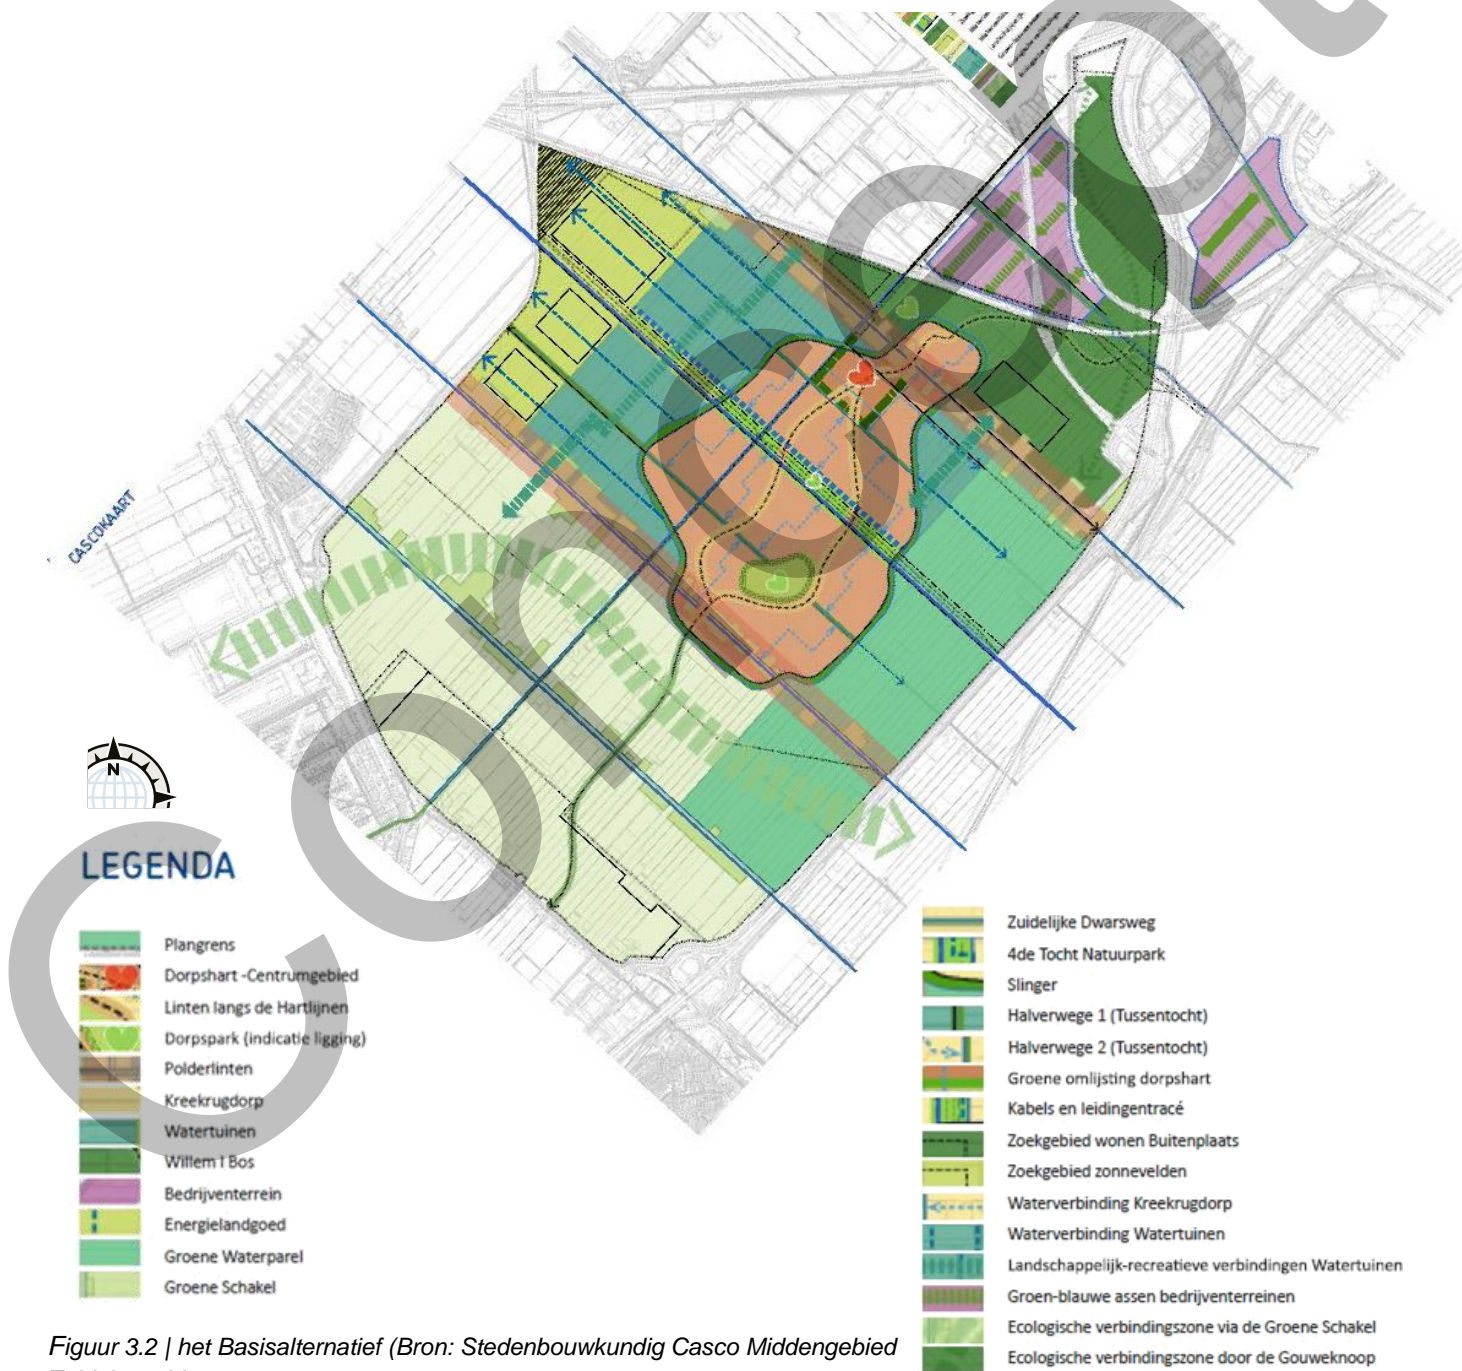 Concept
CASCOKAART
N
LEGENDA
Plangrens
Dorpshart -Centrumgebied
Linten langs de Hartlijnen
Dorpspark (indicatie ligging)
Polderlinten
Kreekrugdorp
Watertuinen
Willem I Bos
Bedrijventerrein
Energielandgoed
Groene Waterparel
Groene Schakel
Zuidelijke Dwarsweg
4de Tocht Natuurpark
Slinger
Halverwege 1 (Tussentocht)
Halverwege 2 (Tussentocht)
Groene omlijsting dorpshart
Kabels en leidingentracé
Zoekgebied wonen Buitenplaats
Zoekgebied zonnevelden
Waterverbinding Kreekrugdorp
Waterverbinding Watertuinen
Landschappelijk-recreatieve verbindingen Watertuinen
Groen-blauwe assen bedrijventerreinen
Ecologische verbindingszone via de Groene Schakel
Ecologische verbindingszone door de Gouweknoop
Figuur 3.2 | het Basisalternatief (Bron: Stedenbouwkundig Casco Middengebied